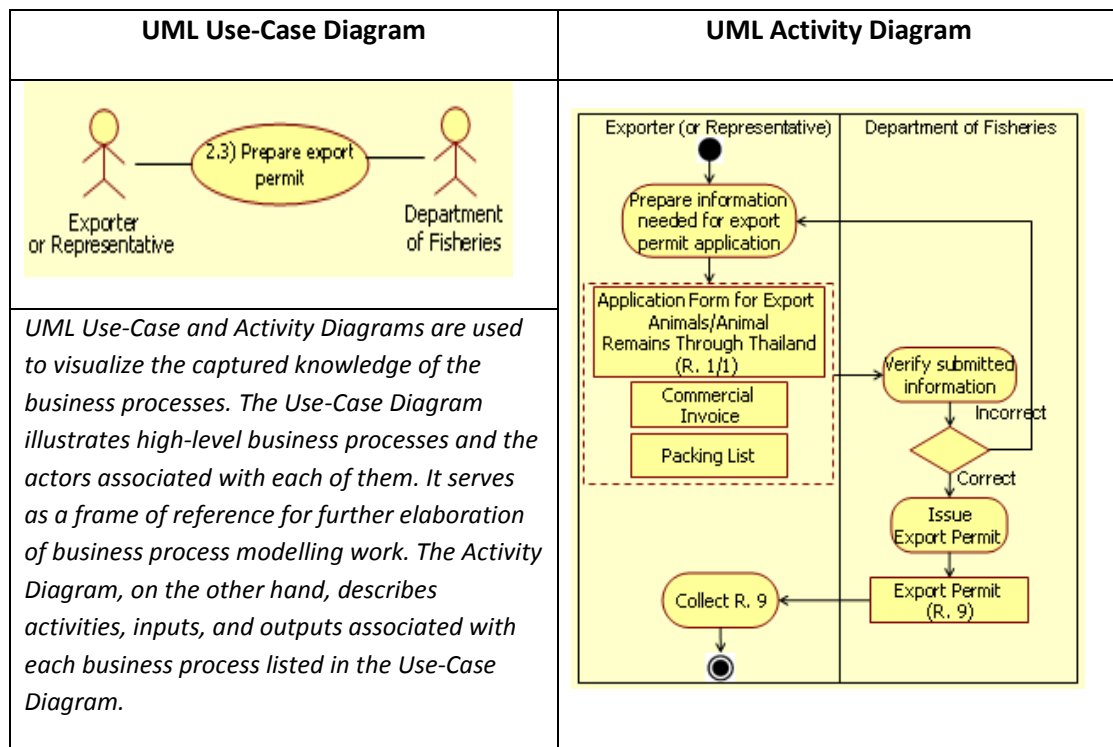 UML Use-Case Diagram
UML Activity Diagram
2.3) Prepare export
permit
Exporter
or Representative
Department
of Fisheries
UML Use-Case and Activity Diagrams are used
to visualize the captured knowledge of the
business processes. The Use-Case Diagram
illustrates high-level business processes and the
actors associated with each of them. It serves
as a frame of reference for further elaboration
of business process modelling work. The Activity
Diagram, on the other hand, describes
activities, inputs, and outputs associated with
each business process listed in the Use-Case
Diagram.
Exporter (or Representative)
Department of Fisheries
Prepare information
needed for export
permit application
Application Form for Export
Animals/Animal
Remains Through Thailand
(R. 1/1)
Commercial
Invoice
Packing List
Verify submitted
information
Incorrect
Correct
Issue
Export Permit
Export Permit
(R. 9)
Collect R. 9